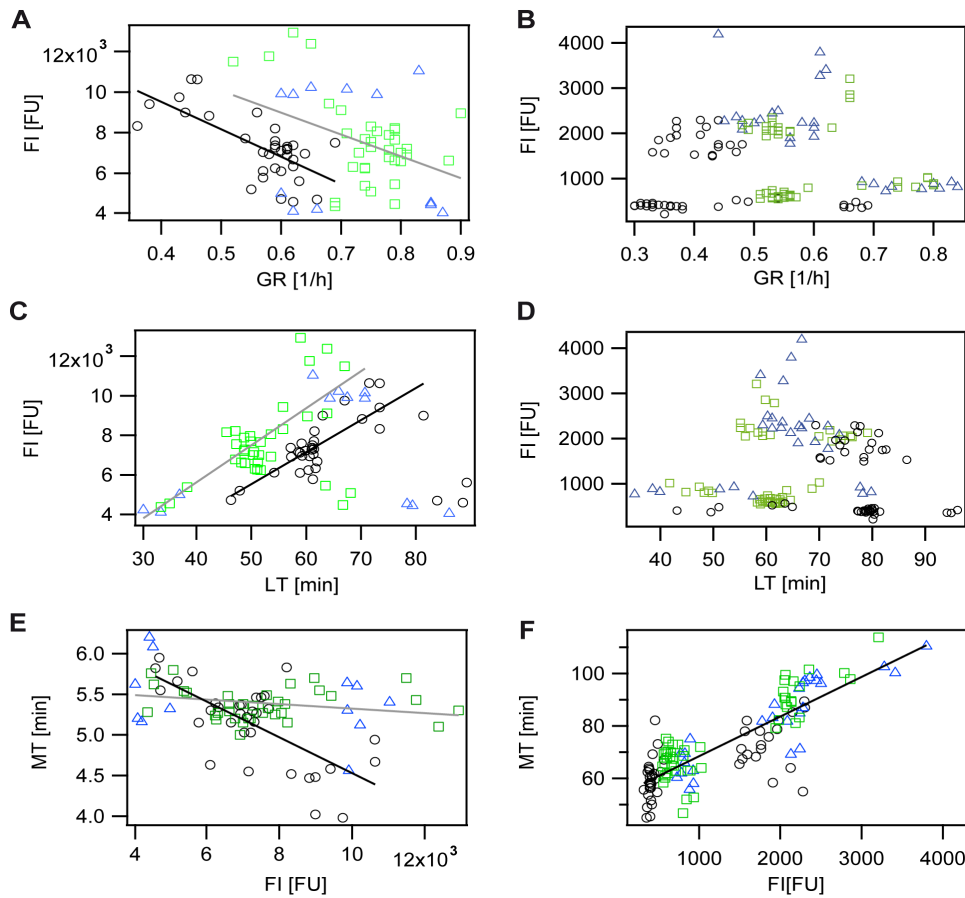 A
FI [FU]
12x10³
10
8
6
4
0.4
0.5
0.6
0.7
0.8
0.9
GR [1/h]
B
FI [FU]
4000
3000
2000
1000
0.3
0.4
0.5
0.6
0.7
0.8
GR [1/h]
C
FI [FU]
12x10³
10
8
6
4
30
40
50
60
70
80
LT [min]
D
FI [FU]
4000
3000
2000
1000
40
50
60
70
80
90
LT [min]
E
MT [min]
6.0
5.5
5.0
4.5
4.0
4
6
8
10
12x10³
FI [FU]
F
MT [min]
100
80
60
1000
2000
3000
4000
FI[FU]